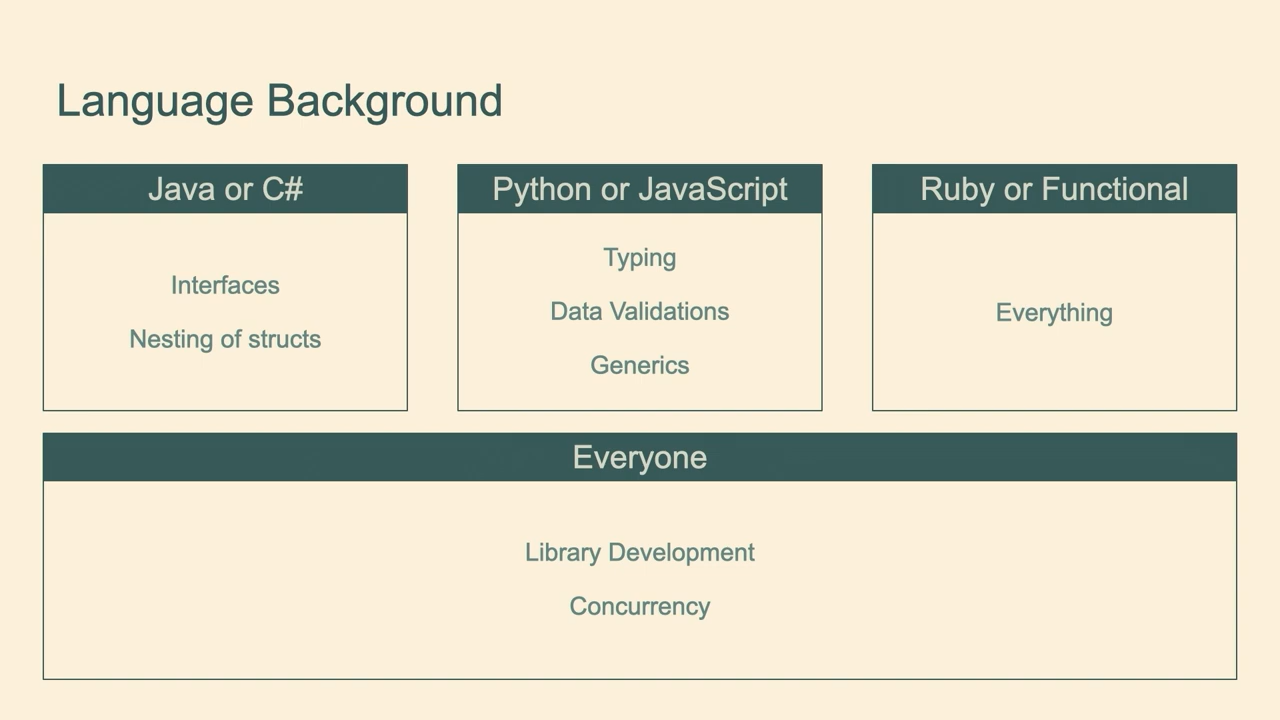 Language Background
Java or C#
Interfaces
Nesting of structs
Python or JavaScript
Typing
Data Validations
Generics
Ruby or Functional
Everything
Everyone
Library Development
Concurrency